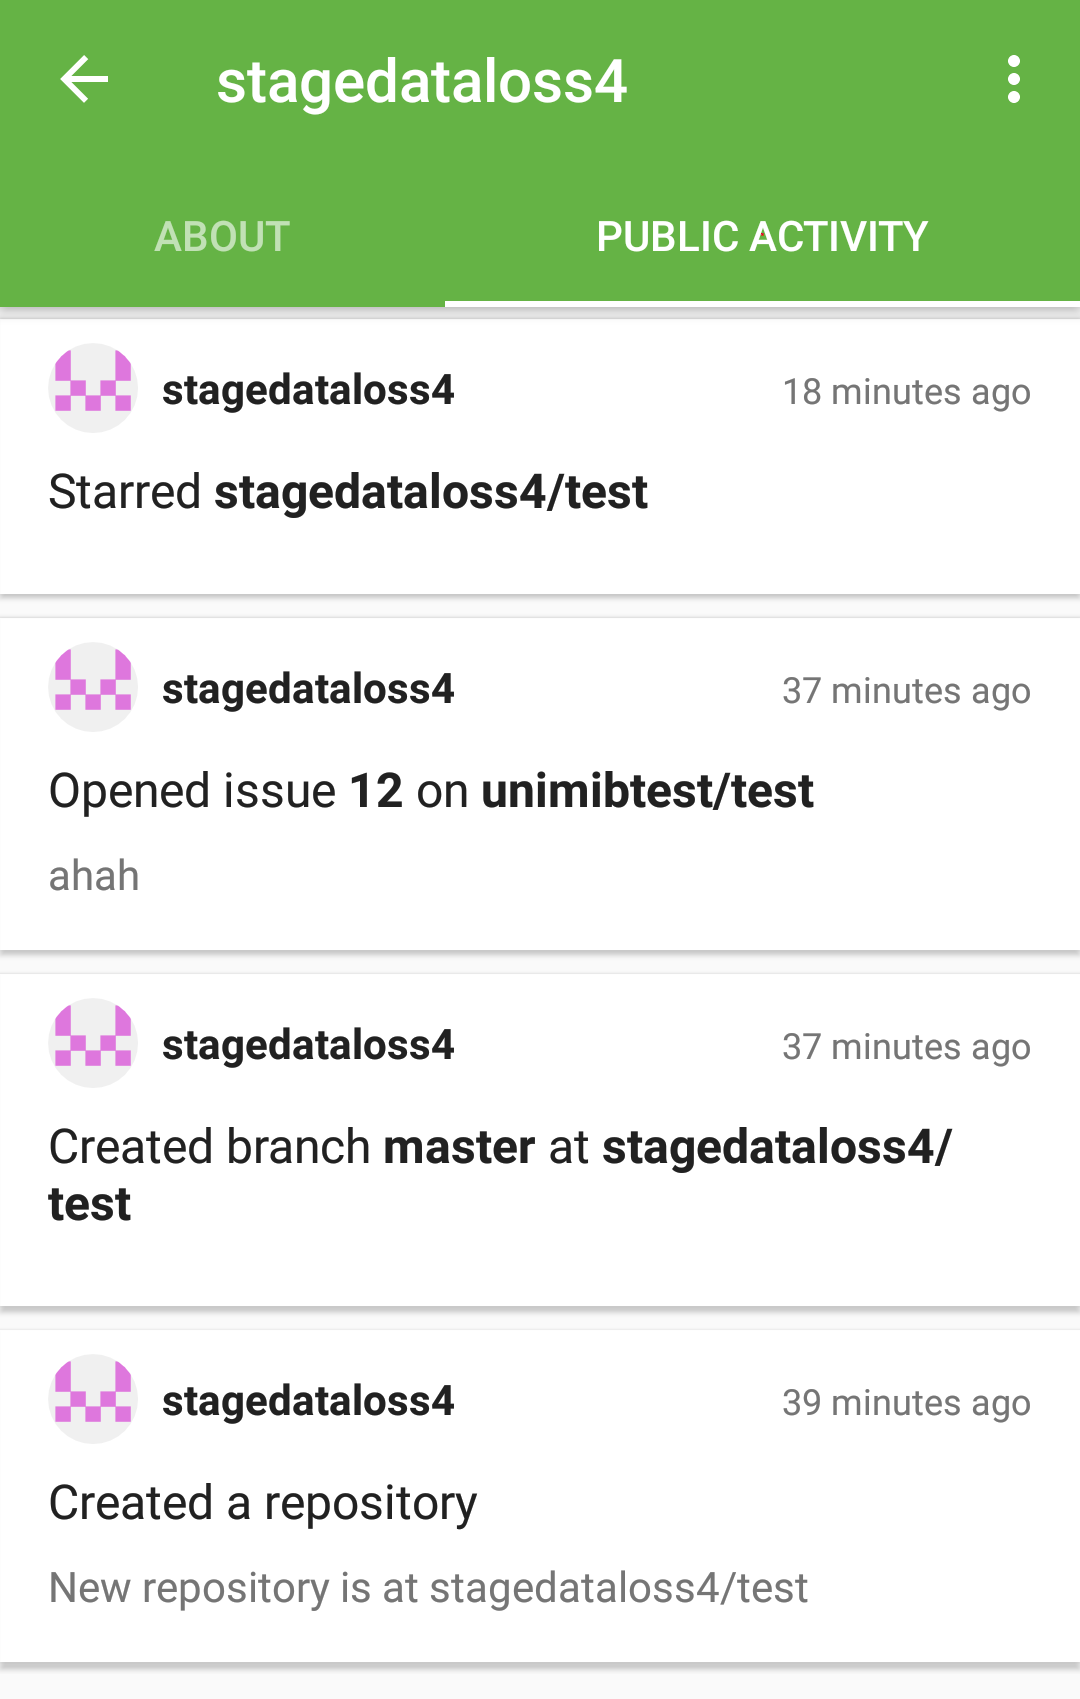 stagedataloss4
ABOUT PUBLIC ACTIVITY
stagedataloss4 18 minutes ago
Starred stagedataloss4/test
stagedataloss4 37 minutes ago
Opened issue 12 on unimibtest/test
ahah
stagedataloss4 37 minutes ago
Created branch master at stagedataloss4/
test
stagedataloss4 39 minutes ago
Created a repository
New repository is at stagedataloss4/test